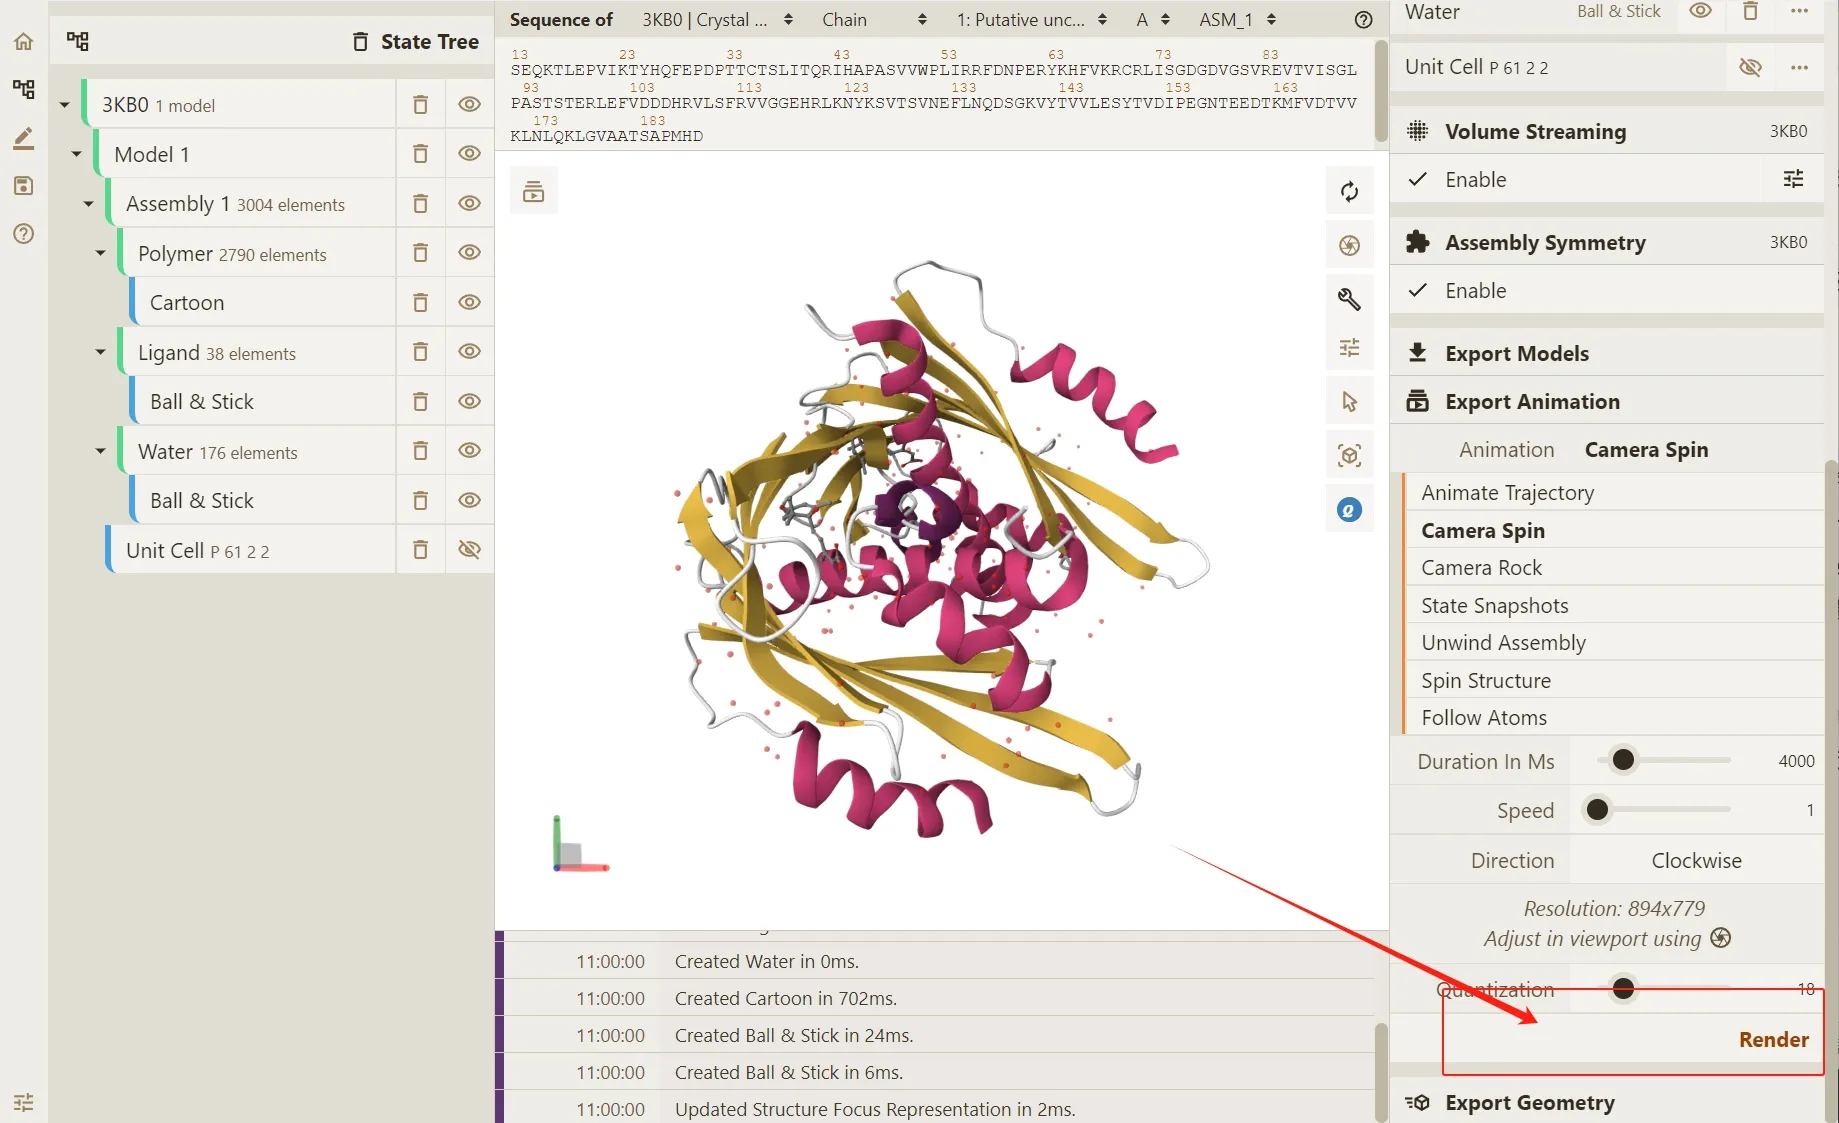 State Tree
3KB0 1 model
Model 1
Assembly 1 3004 elements
Polymer 2790 elements
Cartoon
Ligand 38 elements
Ball & Stick
Water 176 elements
Ball & Stick
Unit Cell P 61 2 2
Sequence of 3KB0 | Crystal ... Chain 1: Putative unc... A ASM_1
13 23 33 43 53 63 73 83
SEQKTLEPVIKTYHQFEPDPTTCTSLITQRIHAPASVVWPLIRRFDNPERYKHFVKRCRLISGDGDVGSVREVTVISGL
93 103 113 123 133 143 153 163
PASTSTERLEFVDDDHRVLSFRVVGGEHRLKNYKSVTSVNEFLNQDSGKVYTVVLESYTVDIPEGNTEEDTKMFVDTVV
173 183
KLNLQKLGVAATSAPMHD
Q
11:00:00 Created Water in 0ms.
11:00:00 Created Cartoon in 702ms.
11:00:00 Created Ball & Stick in 24ms.
11:00:00 Created Ball & Stick in 6ms.
11:00:00 Updated Structure Focus Representation in 2ms.
Water Ball & Stick
Unit Cell P 61 2 2
Volume Streaming 3KB0
Enable
Assembly Symmetry 3KB0
Enable
Export Models
Export Animation
Animation Camera Spin
Animate Trajectory
Camera Spin
Camera Rock
State Snapshots
Unwind Assembly
Spin Structure
Follow Atoms
Duration In Ms 4000
Speed 1
Direction Clockwise
Resolution: 894x779
Adjust in viewport using
Quantization 18
Render
Export Geometry